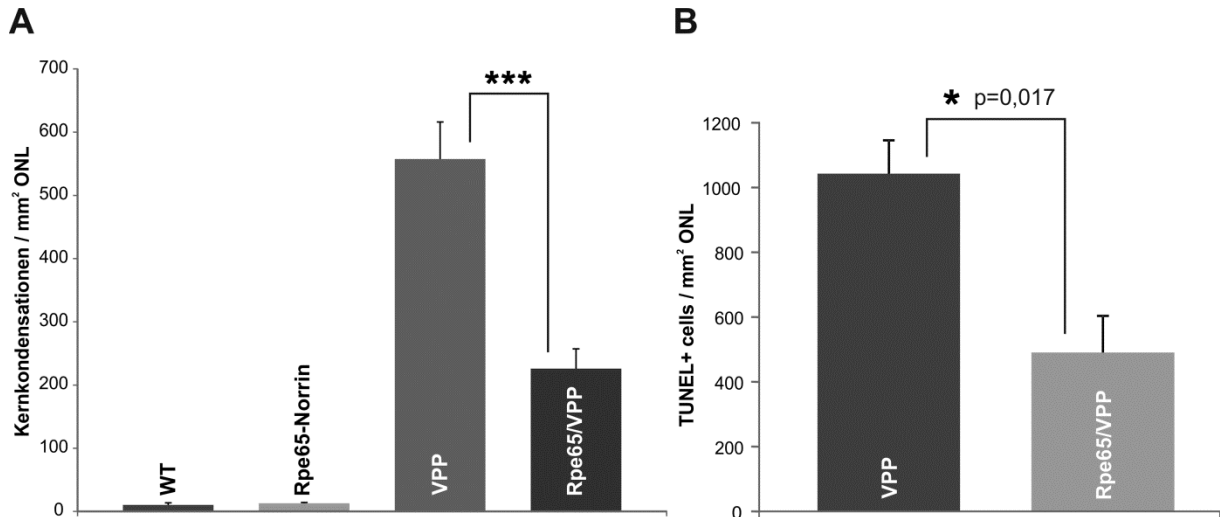 A
Kernkondensationen / mm² ONL
700
600
500
400
300
200
100
0
WT
Rpe65-Norrin
VPP
Rpe65/VPP
***
B
TUNEL+ cells / mm² ONL
1200
1000
800
600
400
200
0
VPP
Rpe65/VPP
* p=0,017